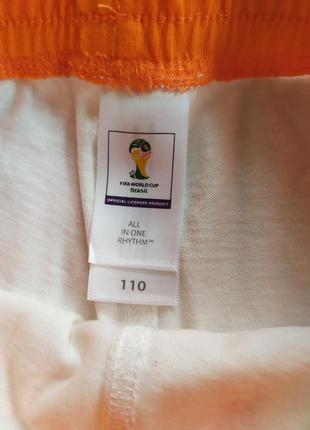 FIFA WORLD CUP
Brasil
OFFICIAL LICENSED PRODUCT
ALL
IN ONE
RHYTHM™
110